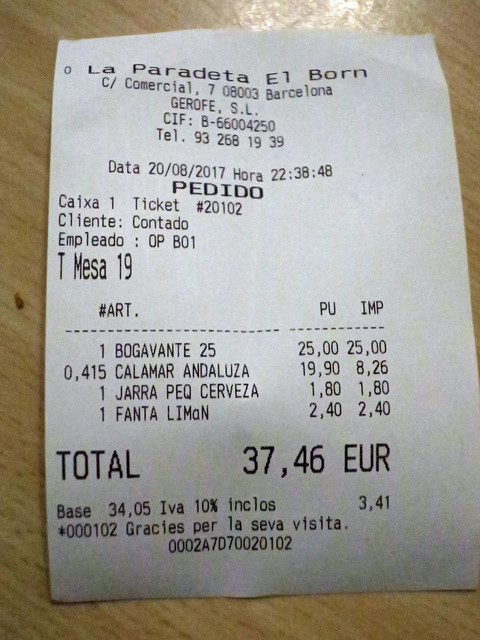 La Paradeta El Born
C/ Comercial, 7 08003 Barcelona
GEROFE, S.L.
CIF: B-66004250
Tel. 93 268 19 39
Data 20/08/2017 Hora 22:38:48
PEDIDO
Caixa 1 Ticket #20102
Cliente: Contado
Empleado : OP B01
T Mesa 19
#ART. PU IMP
1 BOGAVANTE 25 25,00 25,00
0,415 CALAMAR ANDALUZA 19,90 8,26
1 JARRA PEQ CERVEZA 1,80 1,80
1 FANTA LIMaN 2,40 2,40
TOTAL 37,46 EUR
Base 34,05 Iva 10% inclos 3,41
*000102 Gracies per la seva visita.
0002A7D70020102